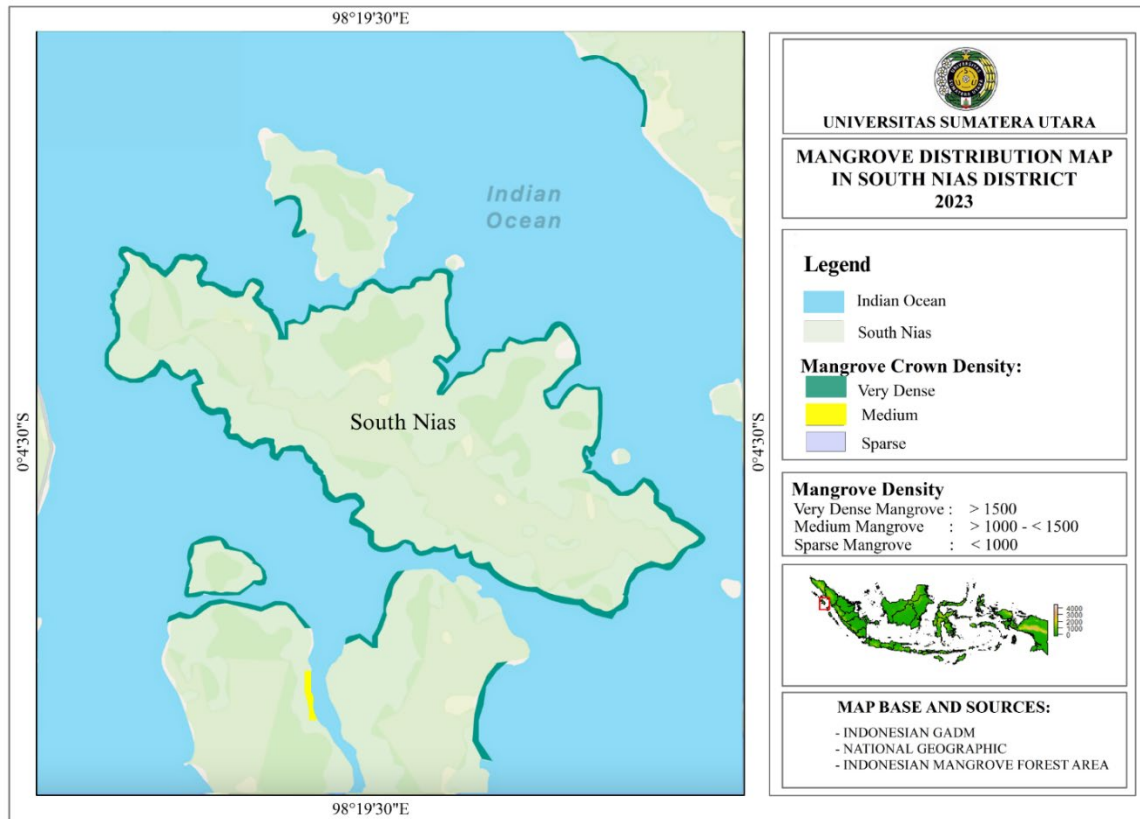 98°19'30"E
Indian
Ocean
South Nias
0°4'30"S
0°4'30"S
98°19'30"E
UNIVERSITAS SUMATERA UTARA
MANGROVE DISTRIBUTION MAP
IN SOUTH NIAS DISTRICT
2023
Legend
Indian Ocean
South Nias
Mangrove Crown Density:
Very Dense
Medium
Sparse
Mangrove Density
Very Dense Mangrove : > 1500
Medium Mangrove : > 1000 - < 1500
Sparse Mangrove : < 1000
4000
3000
2000
1000
0
MAP BASE AND SOURCES:
- INDONESIAN GADM
- NATIONAL GEOGRAPHIC
- INDONESIAN MANGROVE FOREST AREA